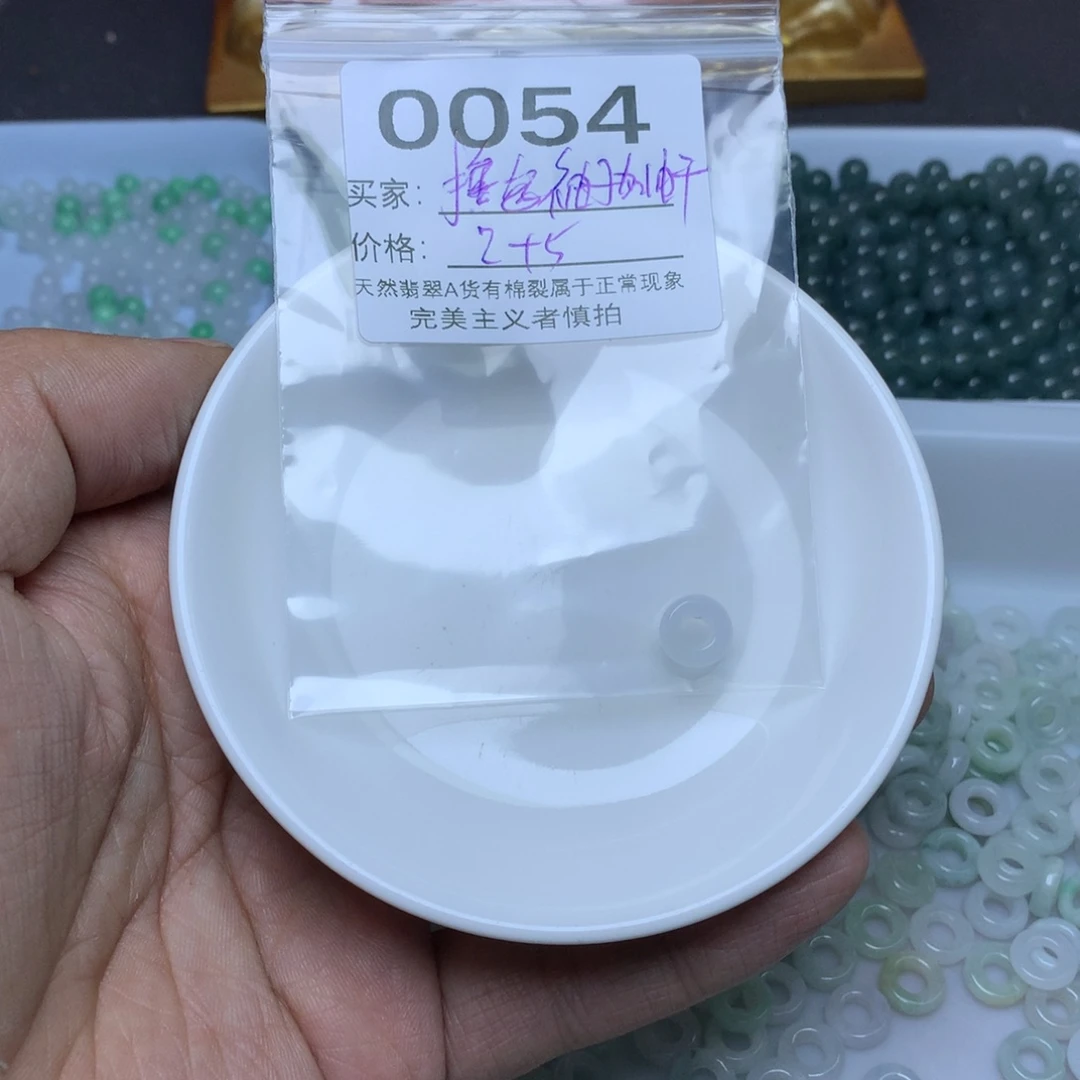 0054
买家：
价格： 2+5
天然翡翠A货有棉裂属于正常现象
完美主义者慎拍